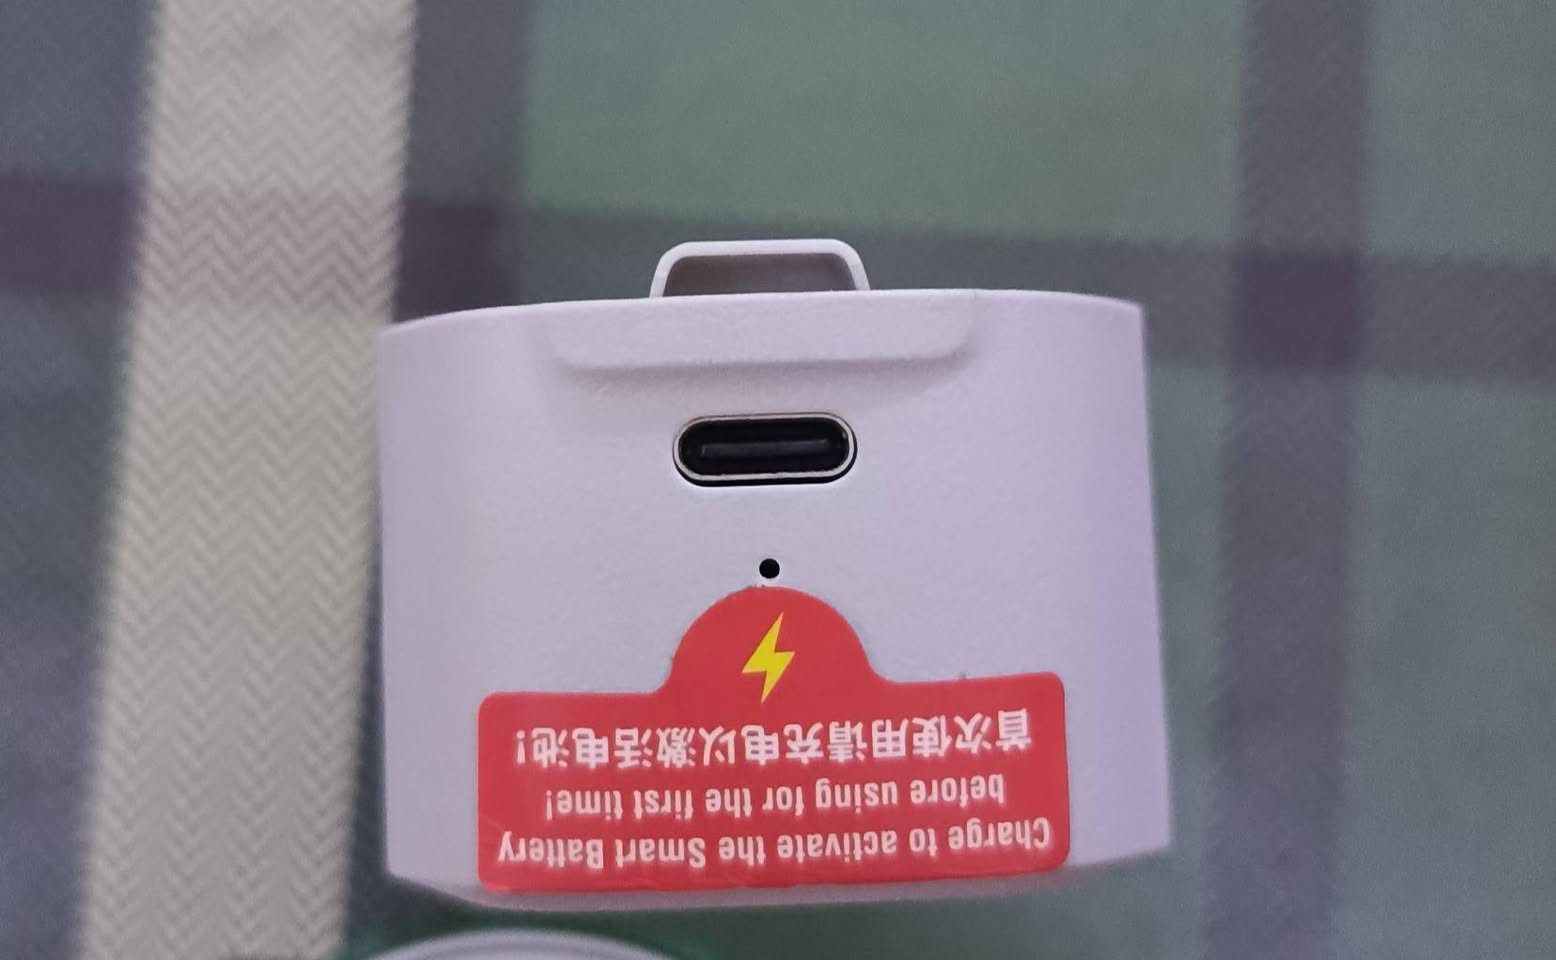 Charge to activate the Smart Battery
before using for the first time!
首次使用请充电以激活电池!